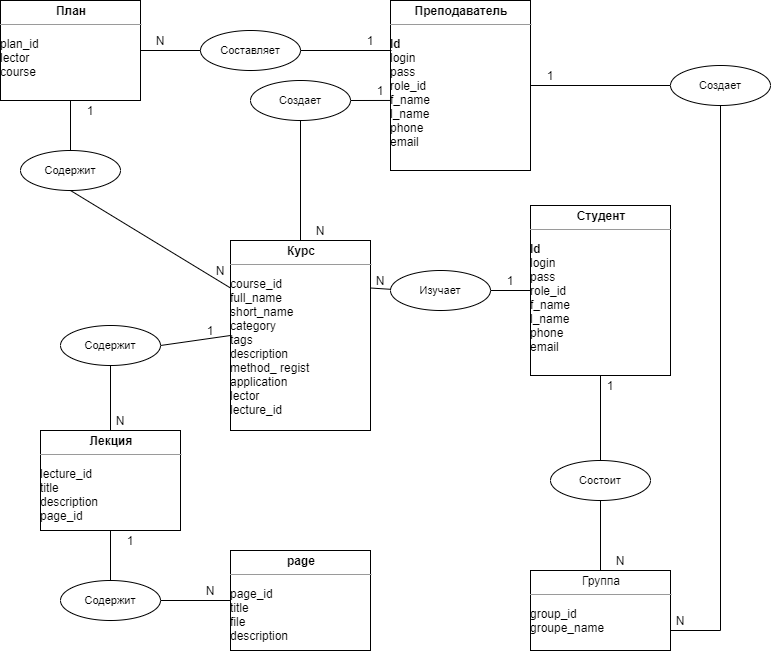 План
plan_id
lector
course
N
Составляет
1
Преподаватель
Id
login
pass
role_id
f_name
l_name
phone
email
1
Создает
1
Создает
1
Содержит
N
N
Курс
course_id
full_name
short_name
category
tags
description
method_ regist
application
lector
lecture_id
N
Изучает
1
Студент
Id
login
pass
role_id
f_name
l_name
phone
email
1
Содержит
N
Лекция
lecture_id
title
description
page_id
1
Состоит
N
1
Содержит
N
page
page_id
title
file
description
Группа
group_id
groupe_name
N